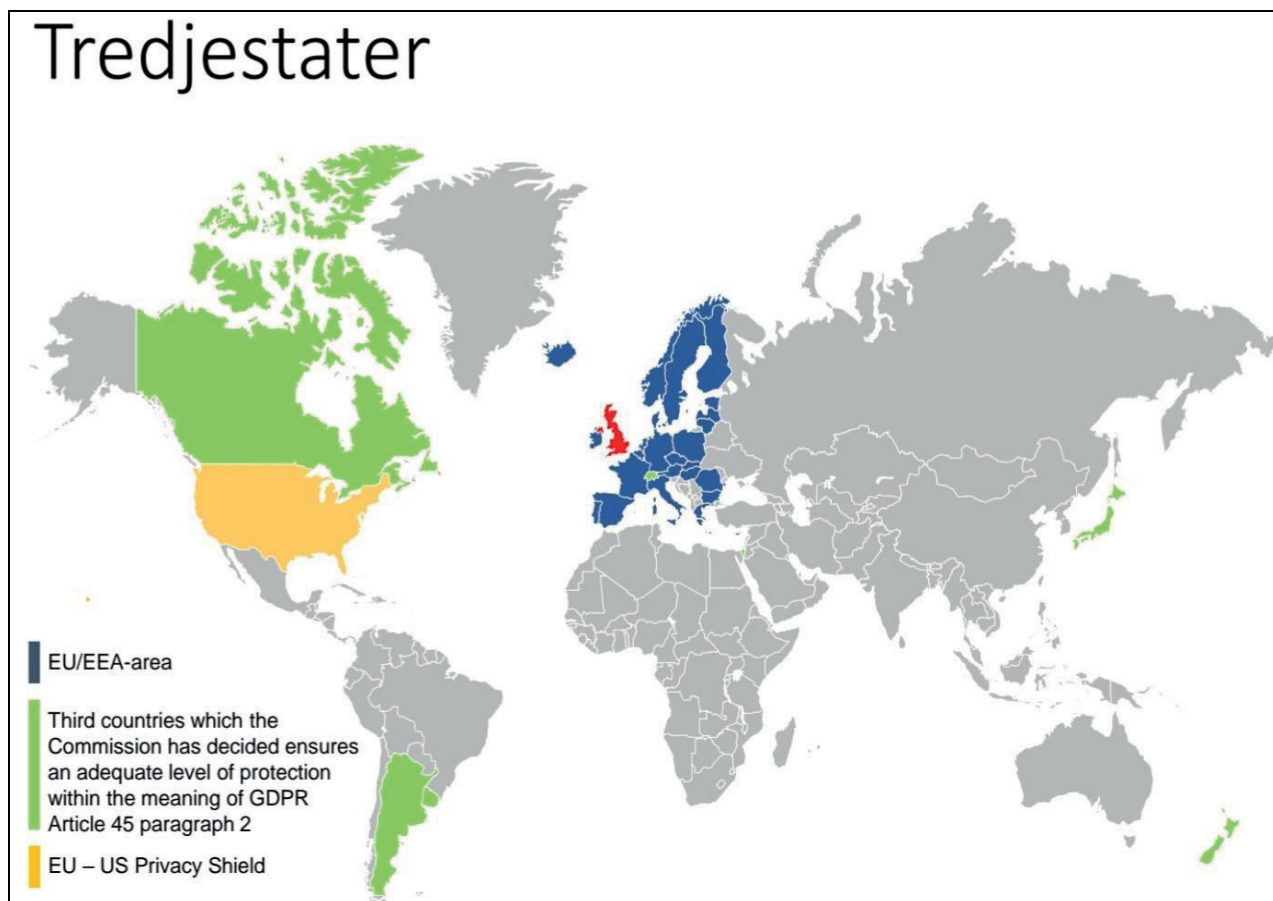 Tredjestater
EU/EEA-area
Third countries which the
Commission has decided ensures
an adequate level of protection
within the meaning of GDPR
Article 45 paragraph 2
EU – US Privacy Shield